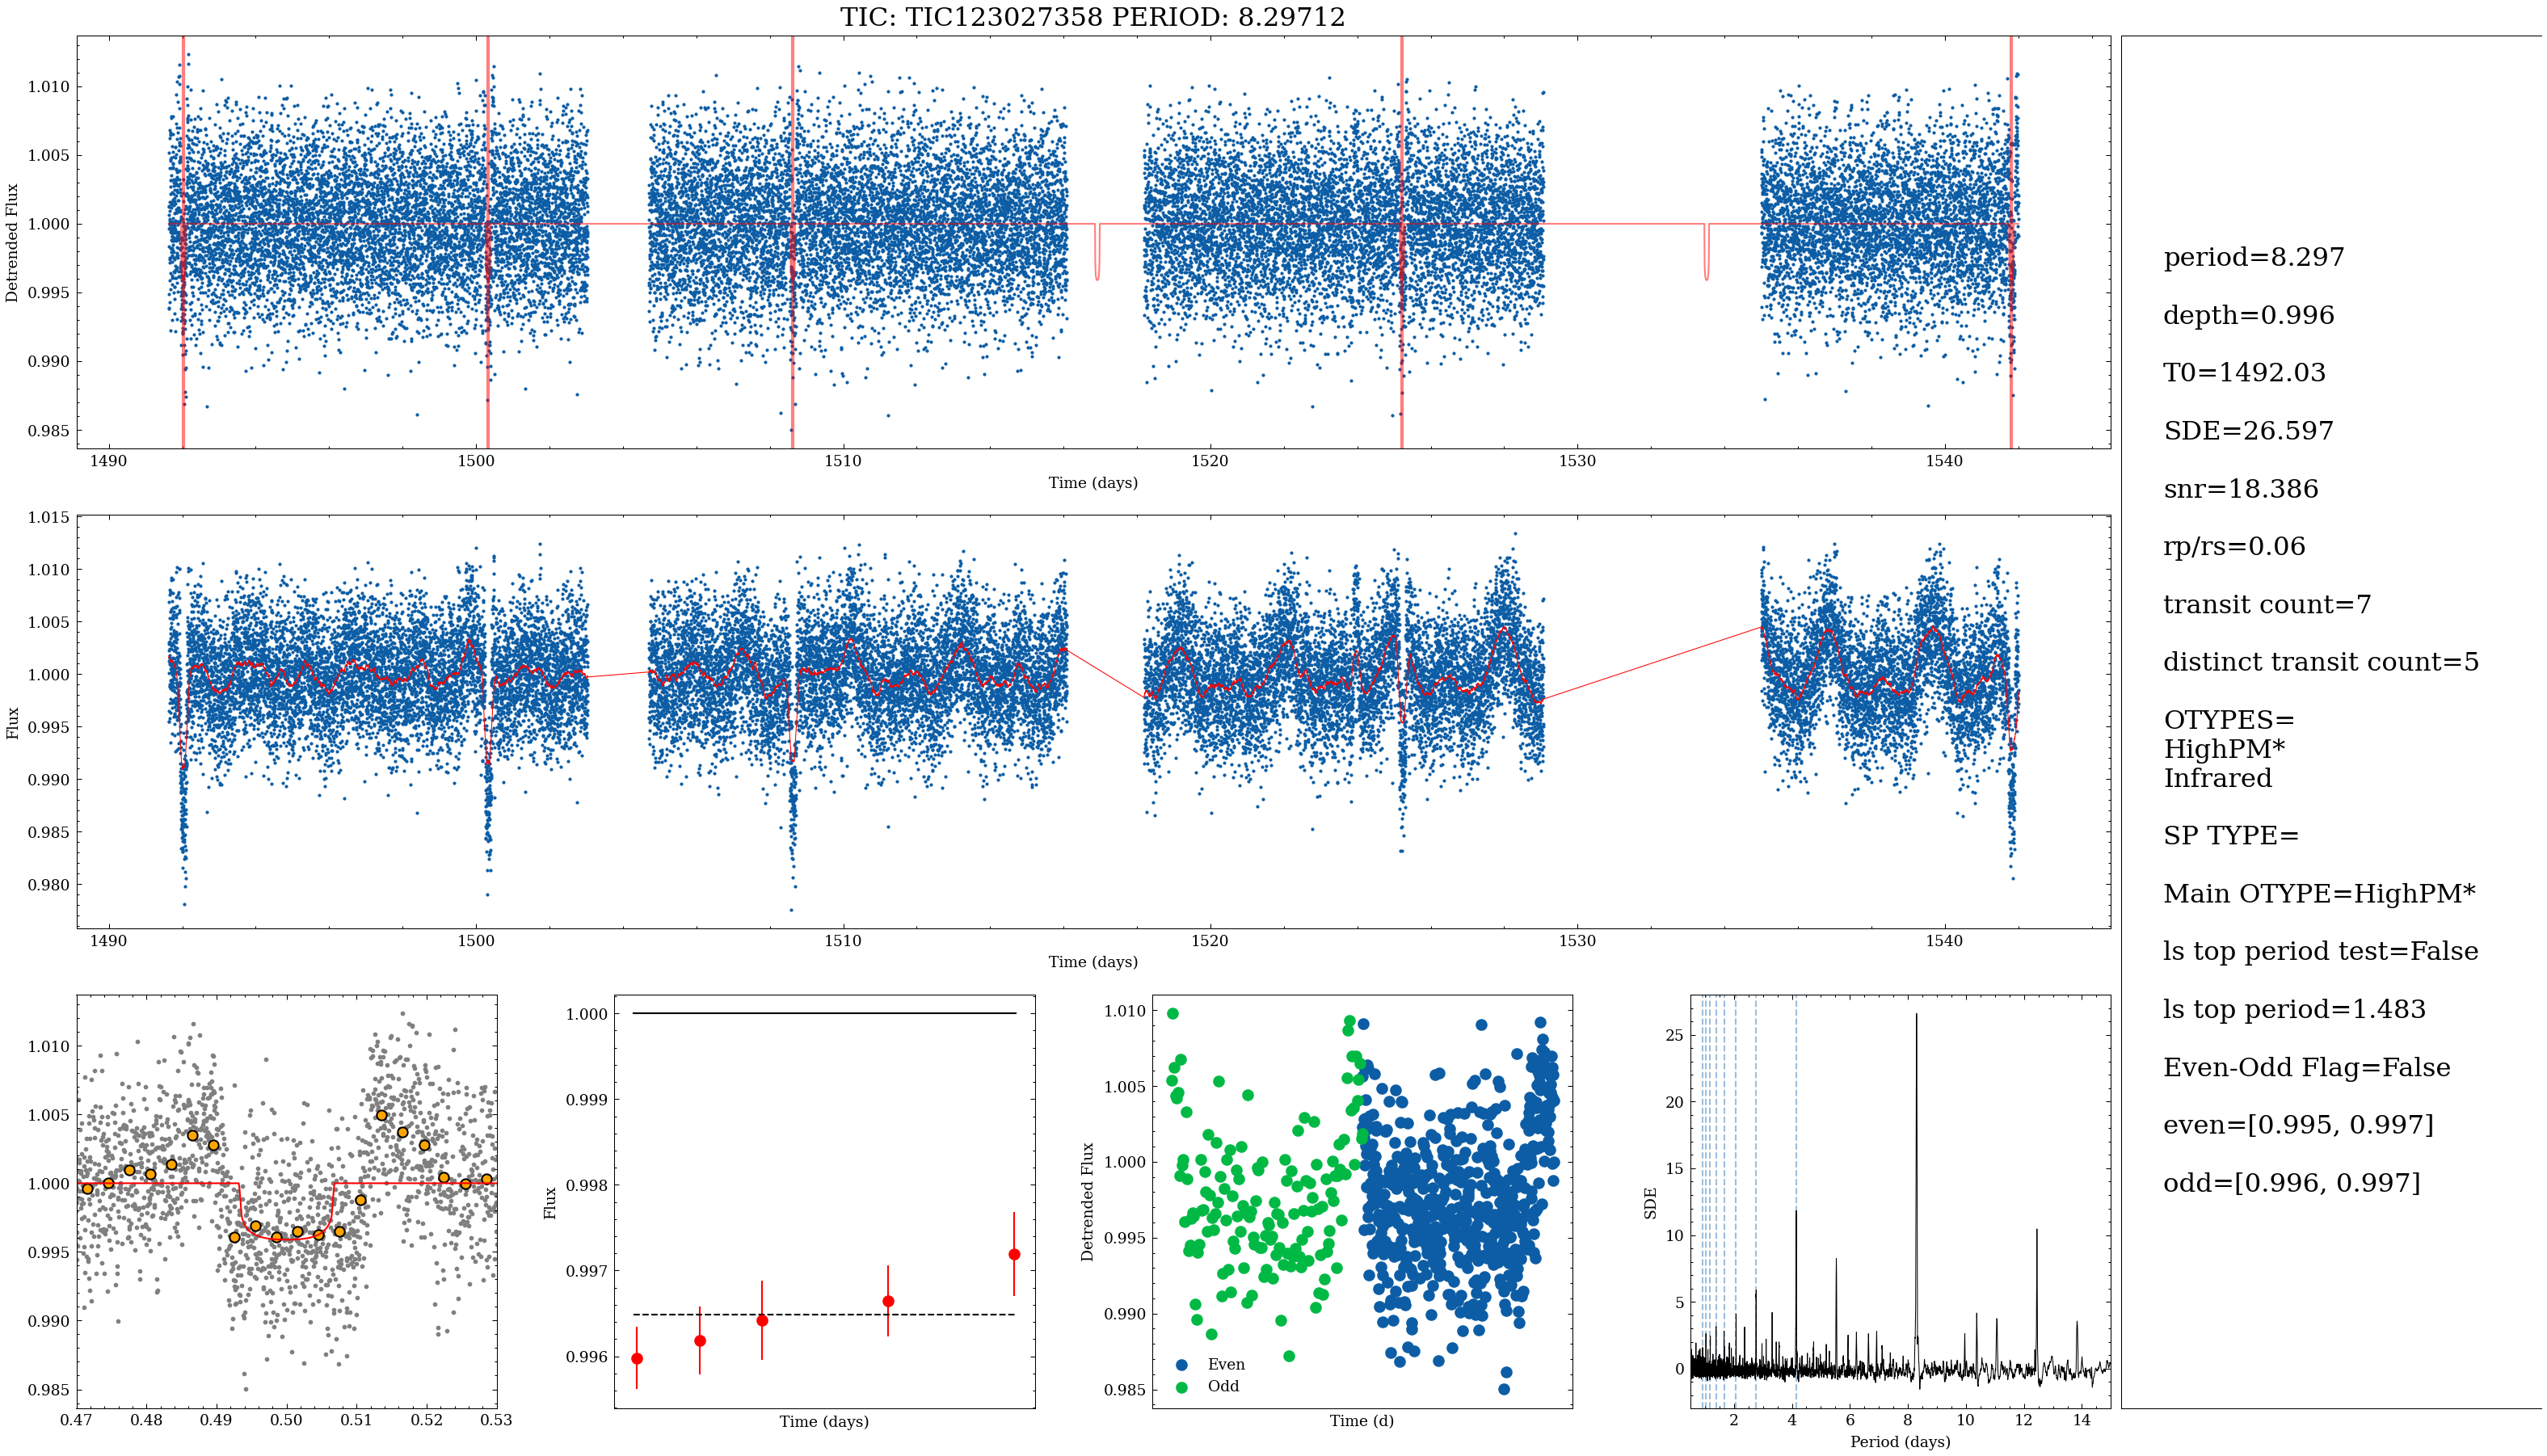 TIC: TIC123027358 PERIOD: 8.29712
Detrended Flux
1.010
1.005
1.000
0.995
0.990
0.985
1490 1500 1510 1520 1530 1540
Time (days)
Flux
1.015
1.010
1.005
1.000
0.995
0.990
0.985
0.980
1490 1500 1510 1520 1530 1540
Time (days)
1.010
1.005
1.000
0.995
0.990
0.985
0.47 0.48 0.49 0.50 0.51 0.52 0.53
Flux
1.000
0.999
0.998
0.997
0.996
Time (days)
Detrended Flux
1.010
1.005
1.000
0.995
0.990
0.985
Even
Odd
Time (d)
SDE
25
20
15
10
5
0
2 4 6 8 10 12 14
Period (days)
period=8.297
depth=0.996
T0=1492.03
SDE=26.597
snr=18.386
rp/rs=0.06
transit count=7
distinct transit count=5
OTYPES=
HighPM*
Infrared
SP TYPE=
Main OTYPE=HighPM*
ls top period test=False
ls top period=1.483
Even-Odd Flag=False
even=[0.995, 0.997]
odd=[0.996, 0.997]